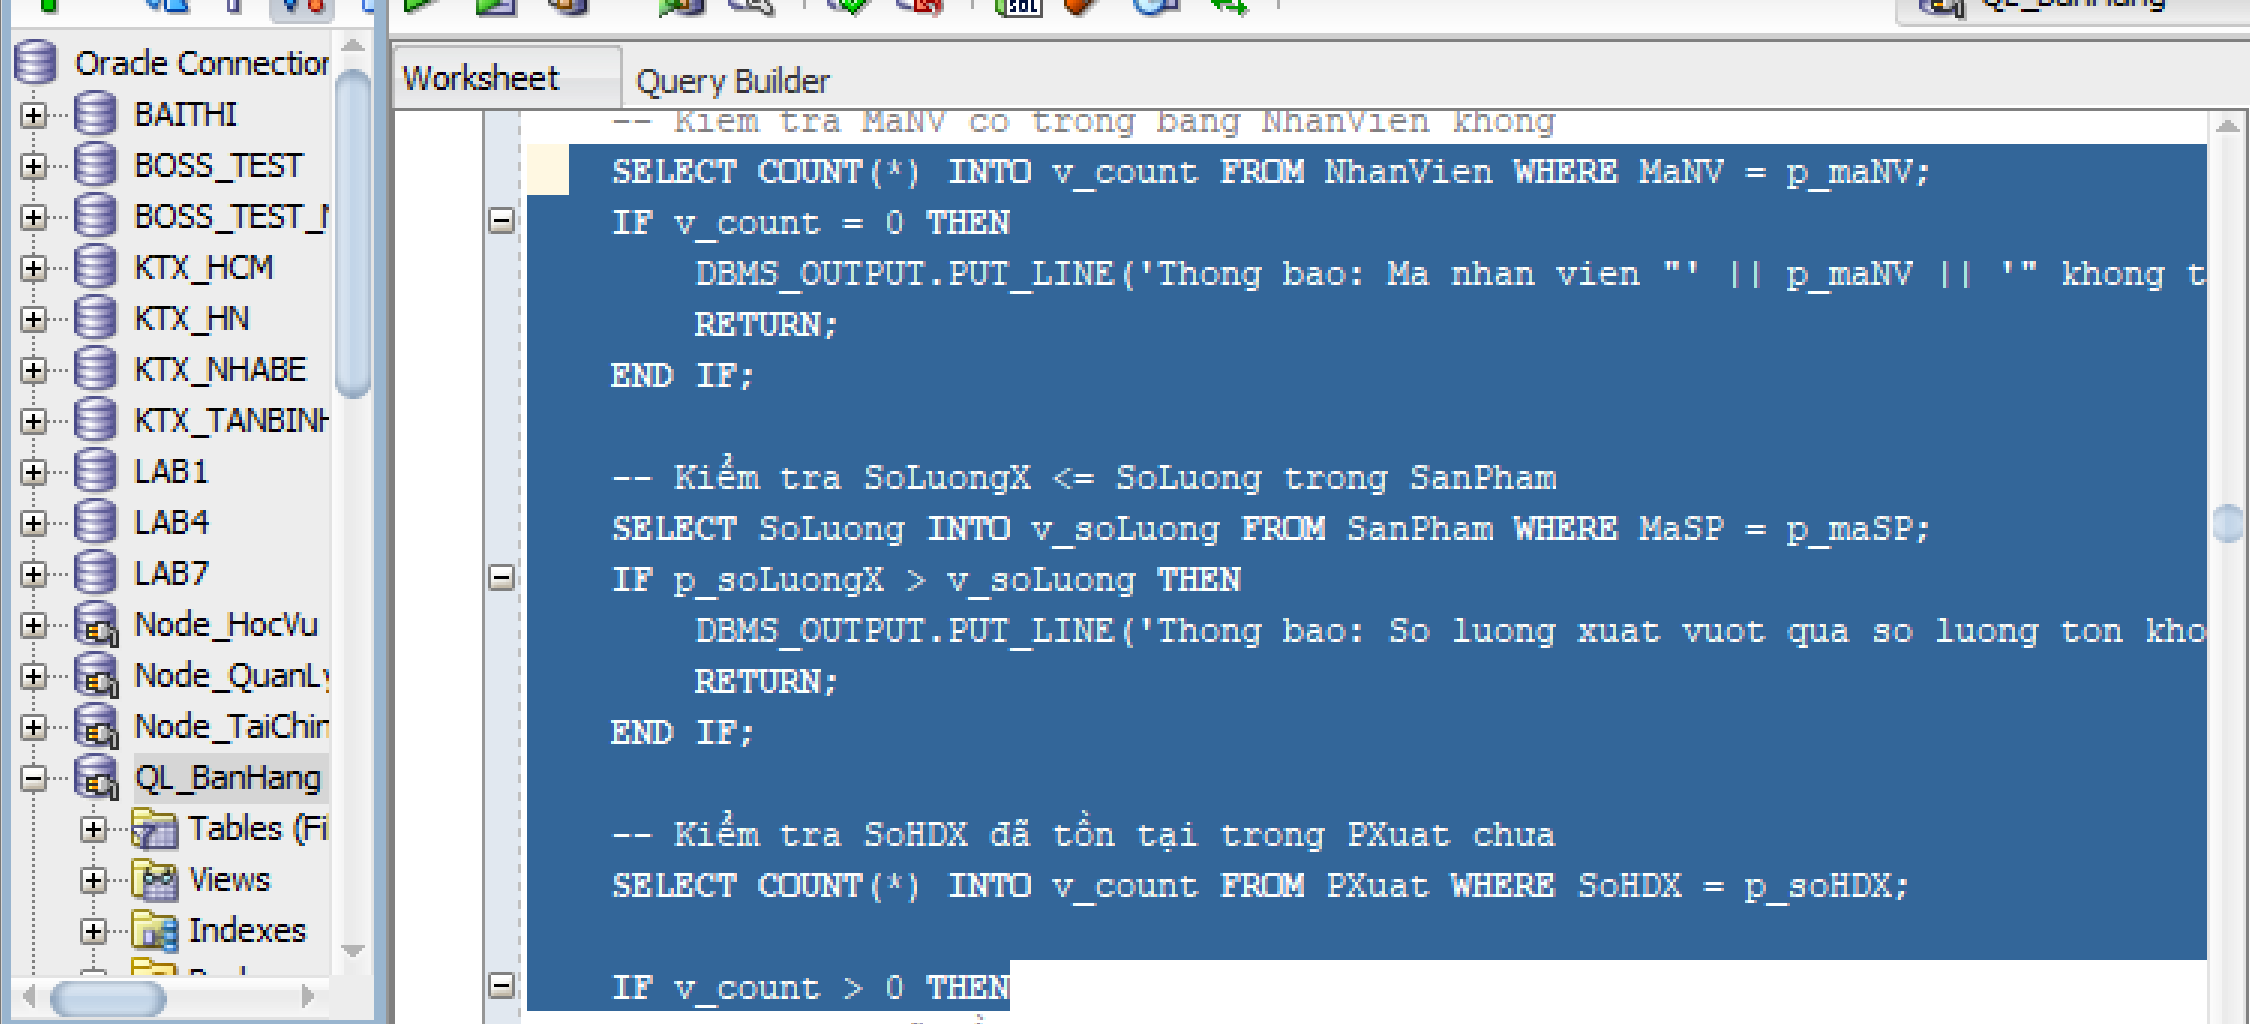 Oracle Connection
BAITHI
BOSS_TEST
BOSS_TEST_
KTX_HCM
KTX_HN
KTX_NHABE
KTX_TANBINH
LAB1
LAB4
LAB7
Node_HocVu
Node_QuanLy
Node_TaiChin
QL_BanHang
Tables (Fi
Views
Indexes
QL_BanHang
Worksheet
Query Builder
-- Kiem tra MaNV co trong bang NhanVien khong
SELECT COUNT(*) INTO v_count FROM NhanVien WHERE MaNV = p_maNV;
IF v_count = 0 THEN
DBMS_OUTPUT.PUT_LINE('Thong bao: Ma nhan vien "' || p_maNV || '" khong t
RETURN;
END IF;
-- Kiểm tra SoLuongX <= SoLuong trong SanPham
SELECT SoLuong INTO v_soLuong FROM SanPham WHERE MaSP = p_maSP;
IF p_soLuongX > v_soLuong THEN
DBMS_OUTPUT.PUT_LINE('Thong bao: So luong xuat vuot qua so luong ton kho
RETURN;
END IF;
-- Kiểm tra SoHDX đã tồn tại trong PXuat chua
SELECT COUNT(*) INTO v_count FROM PXuat WHERE SoHDX = p_soHDX;
IF v_count > 0 THEN